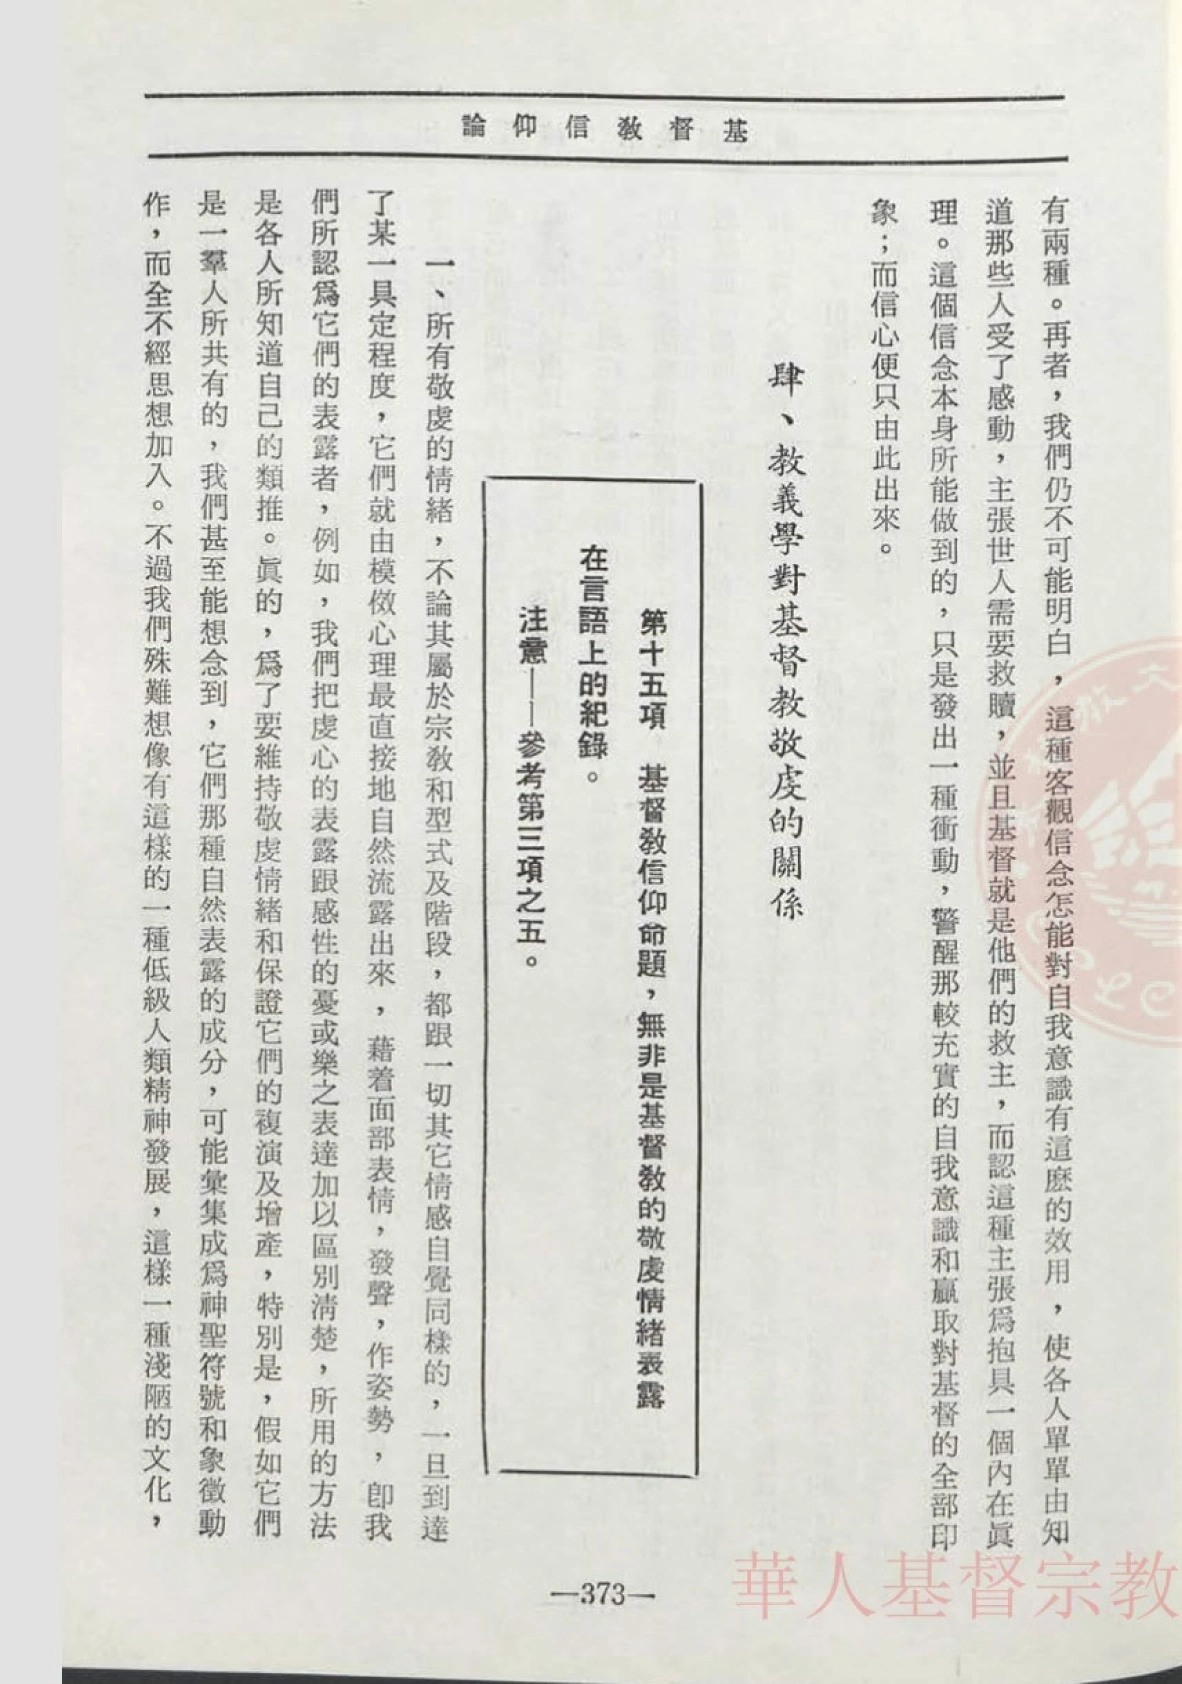 基督教信仰論
有兩種。再者，我們仍不可能明白，這種客觀信念怎能對自我意識有這麽的效用，使各人單單由知
道那些人受了感動，主張世人需要救贖，並且基督就是他們的救主，而認這種主張爲抱具一個內在眞
理。這個信念本身所能做到的，只是發出一種衝動，警醒那較充實的自我意識和贏取對基督的全部印
象；而信心便只由此出來。
肆、教義學對基督教敬虔的關係
第十五項　基督敎信仰命題，無非是基督敎的敬虔情緒表露
在言語上的紀錄。
注意——參考第三項之五。
一、所有敬虔的情緒，不論其屬於宗敎和型式及階段，都跟一切其它情感自覺同樣的，一旦到達
了某一具定程度，它們就由模倣心理最直接地自然流露出來，藉着面部表情，發聲，作姿勢，卽我
們所認爲它們的表露者，例如，我們把虔心的表露跟感性的憂或樂之表達加以區別淸楚，所用的方法
是各人所知道自己的類推。眞的，爲了要維持敬虔情緒和保證它們的複演及增產，特別是，假如它們
是一羣人所共有的，我們甚至能想念到，它們那種自然表露的成分，可能彙集成爲神聖符號和象徵動
作，而全不經思想加入。不過我們殊難想像有這樣的一種低級人類精神發展，這樣一種淺陋的文化，
—373—
華人基督宗教